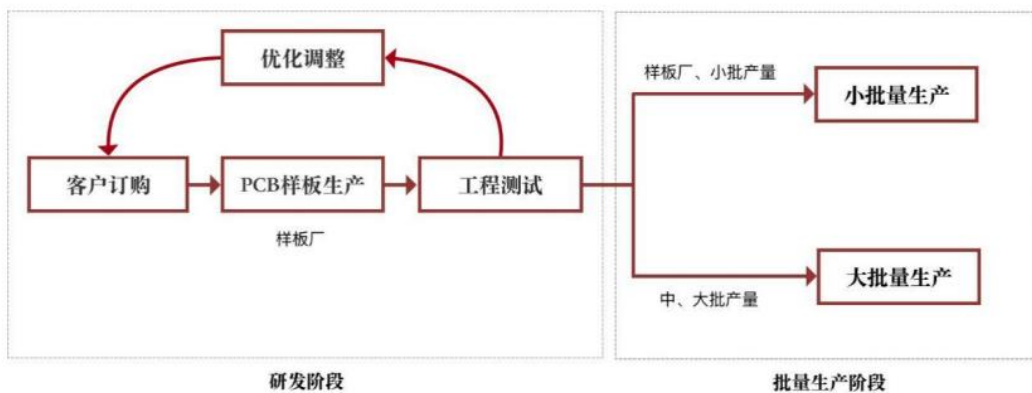 优化调整
样板厂、小批产量
小批量生产
客户订购
PCB样板生产
工程测试
样板厂
大批量生产
中、大批产量
研发阶段
批量生产阶段